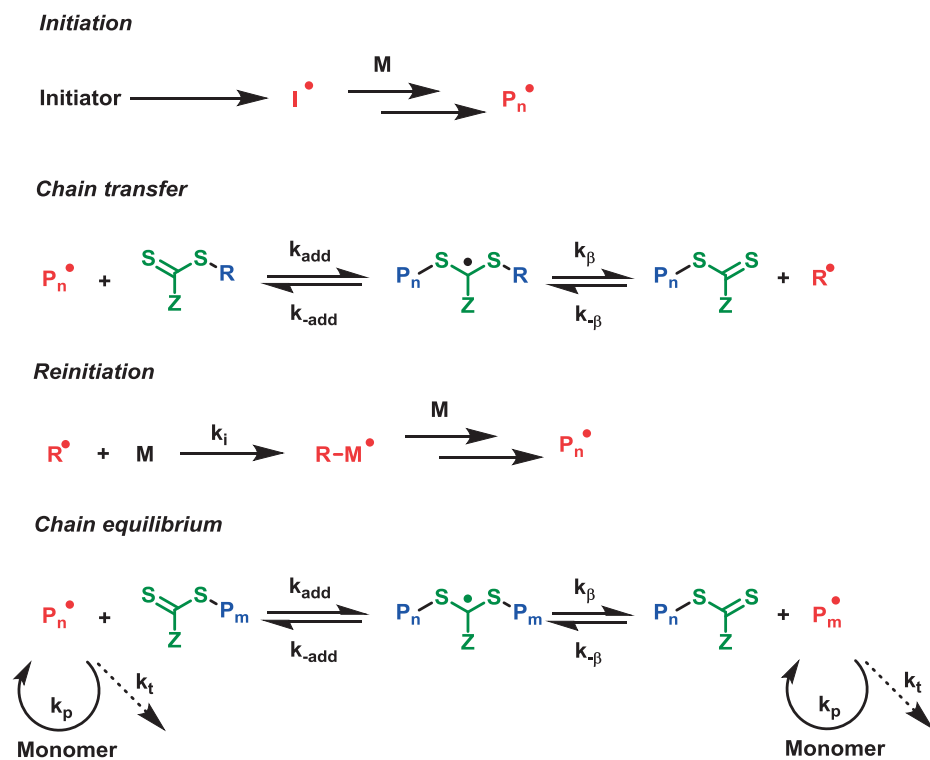 Initiation
M
Initiator I• Pn•
Chain transfer
kadd kβ
Pn• + S S R Z Pn S • S R Z Pn S S Z + R•
k-add k-β
Reinitiation
M
ki
R• + M R–M• Pn•
Chain equilibrium
kadd kβ
Pn• + S S Pm Z Pn S • S Pm Z Pn S S Z + Pm•
k-add k-β
kt kt
kp kp
Monomer Monomer